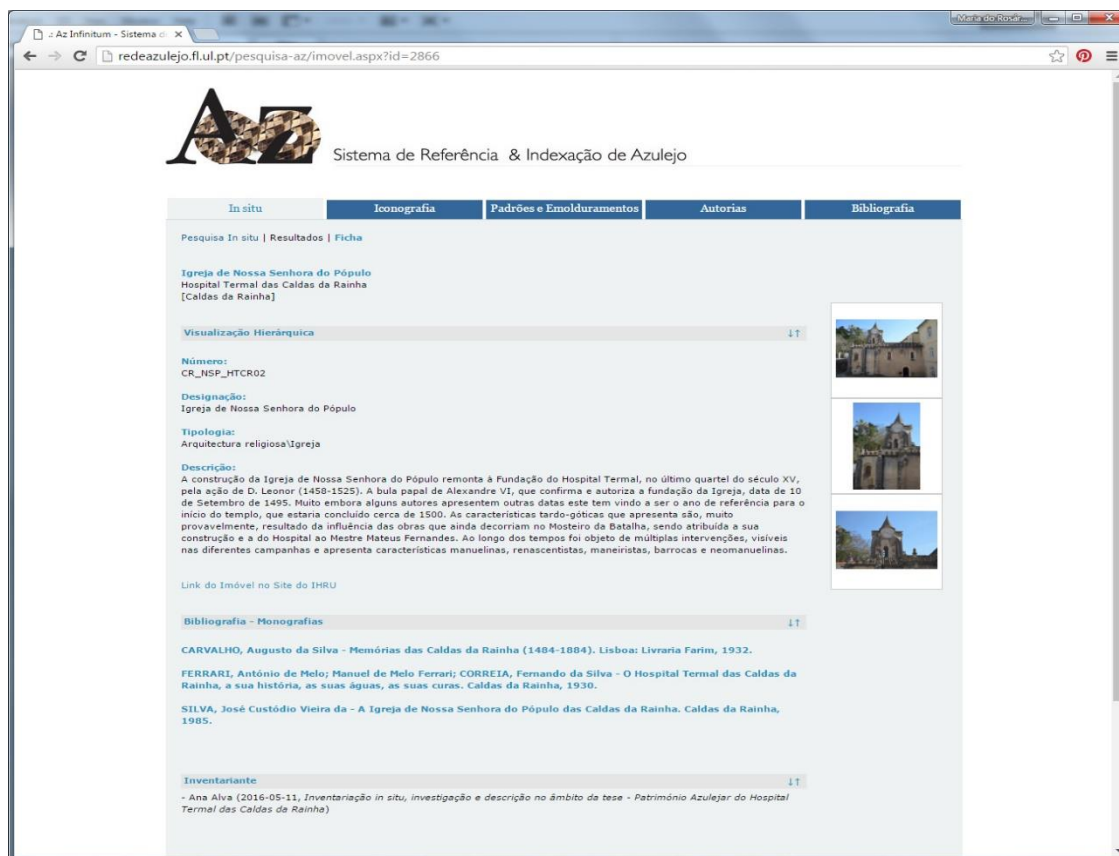 Maria do Rosár...
.: Az Infinitum - Sistema d
redeazulejo.fl.ul.pt/pesquisa-az/imovel.aspx?id=2866
Az
Sistema de Referência & Indexação de Azulejo
In situ
Iconografia
Padrões e Emolduramentos
Autorias
Bibliografia
Pesquisa In situ | Resultados | Ficha
Igreja de Nossa Senhora do Pópulo
Hospital Termal das Caldas da Rainha
[Caldas da Rainha]
Visualização Hierárquica
Número:
CR_NSP_HTCR02
Designação:
Igreja de Nossa Senhora do Pópulo
Tipologia:
Arquitectura religiosa\Igreja
Descrição:
A construção da Igreja de Nossa Senhora do Pópulo remonta à Fundação do Hospital Termal, no último quartel do século XV,
pela ação de D. Leonor (1458-1525). A bula papal de Alexandre VI, que confirma e autoriza a fundação da Igreja, data de 10
de Setembro de 1495. Muito embora alguns autores apresentem outras datas este tem vindo a ser o ano de referência para o
início do templo, que estaria concluído cerca de 1500. As características tardo-góticas que apresenta são, muito
provavelmente, resultado da influência das obras que ainda decorriam no Mosteiro da Batalha, sendo atribuída a sua
construção e a do Hospital ao Mestre Mateus Fernandes. Ao longo dos tempos foi objeto de múltiplas intervenções, visíveis
nas diferentes campanhas e apresenta características manuelinas, renascentistas, maneiristas, barrocas e neomanuelinas.
Link do Imóvel no Site do IHRU
Bibliografia - Monografias
CARVALHO, Augusto da Silva - Memórias das Caldas da Rainha (1484-1884). Lisboa: Livraria Farim, 1932.
FERRARI, António de Melo; Manuel de Melo Ferrari; CORREIA, Fernando da Silva - O Hospital Termal das Caldas da
Rainha, a sua história, as suas águas, as suas curas. Caldas da Rainha, 1930.
SILVA, José Custódio Vieira da - A Igreja de Nossa Senhora do Pópulo das Caldas da Rainha. Caldas da Rainha,
1985.
Inventariante
- Ana Alva (2016-05-11, Inventariação in situ, investigação e descrição no âmbito da tese - Património Azulejar do Hospital
Termal das Caldas da Rainha)